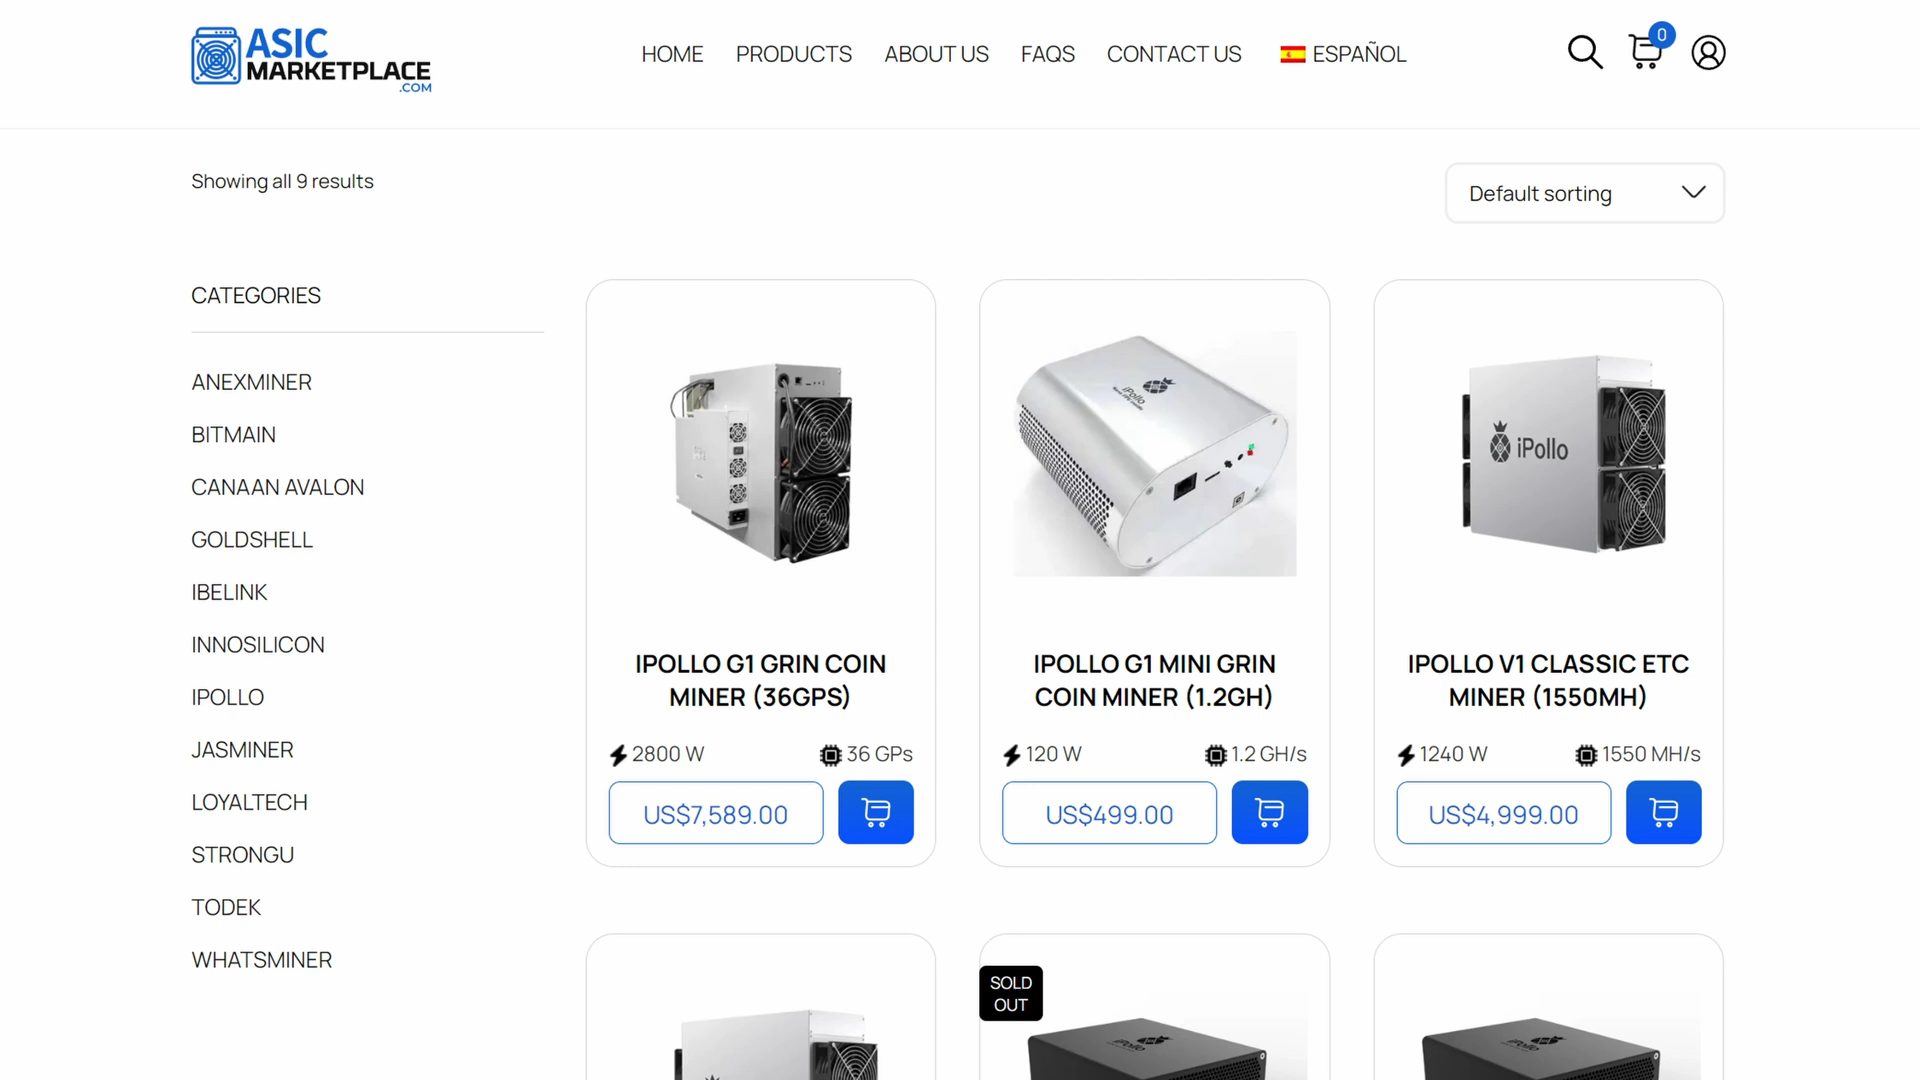 ASIC
MARKETPLACE
.COM
HOME
PRODUCTS
ABOUT US
FAQS
CONTACT US
ESPAÑOL
0
Showing all 9 results
Default sorting
CATEGORIES
ANEXMINER
BITMAIN
CANAAN AVALON
GOLDSHELL
IBELINK
INNOSILICON
IPOLLO
JASMINER
LOYALTECH
STRONGU
TODEK
WHATSMINER
IPOLLO G1 GRIN COIN
MINER (36GPS)
2800 W
36 GPs
US$7,589.00
iPollo
IPOLLO G1 MINI GRIN
COIN MINER (1.2GH)
120 W
1.2 GH/s
US$499.00
iPollo
IPOLLO V1 CLASSIC ETC
MINER (1550MH)
1240 W
1550 MH/s
US$4,999.00
SOLD
OUT
iPollo
iPollo